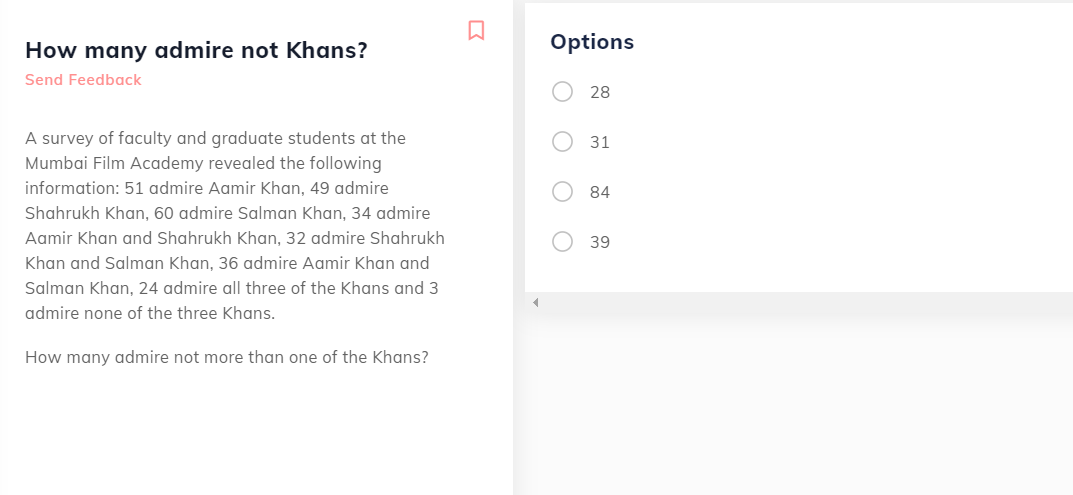 How many admire not Khans?
Send Feedback
A survey of faculty and graduate students at the
Mumbai Film Academy revealed the following
information: 51 admire Aamir Khan, 49 admire
Shahrukh Khan, 60 admire Salman Khan, 34 admire
Aamir Khan and Shahrukh Khan, 32 admire Shahrukh
Khan and Salman Khan, 36 admire Aamir Khan and
Salman Khan, 24 admire all three of the Khans and 3
admire none of the three Khans.
How many admire not more than one of the Khans?
Options
28
31
84
39